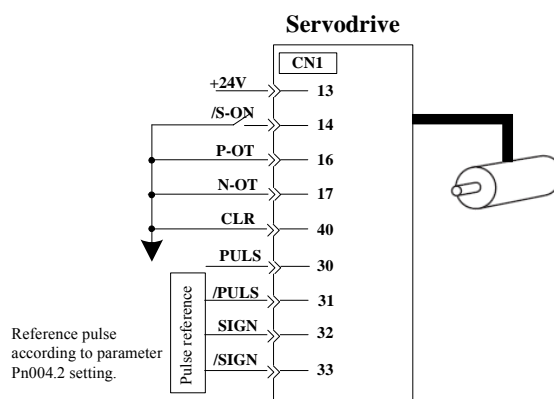 Servodrive
CN1
+24V 13
/S-ON 14
P-OT 16
N-OT 17
CLR 40
PULS 30
/PULS 31
SIGN 32
/SIGN 33
Pulse reference
Reference pulse
according to parameter
Pn004.2 setting.